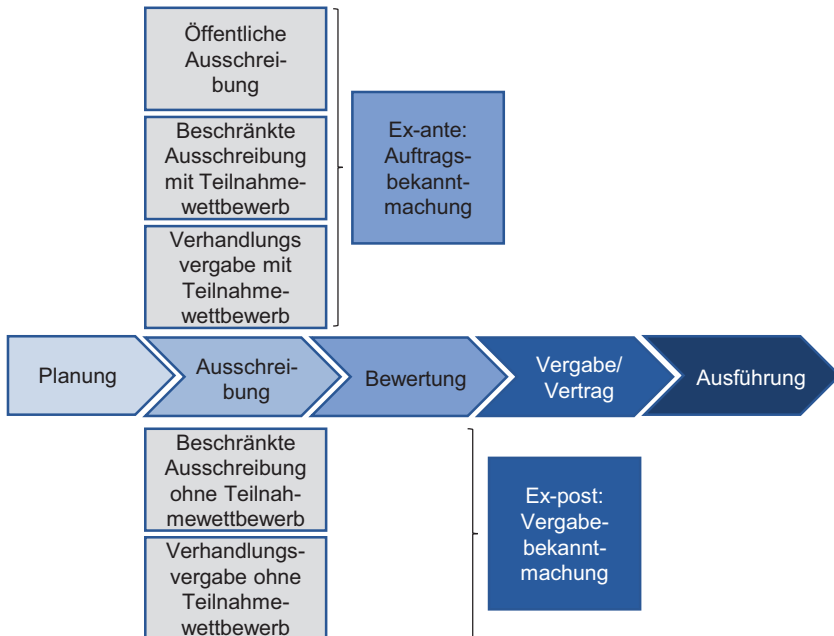 Öffentliche
Ausschrei-
bung
Beschränkte
Ausschreibung
mit Teilnahme-
wettbewerb
Verhandlungs
vergabe mit
Teilnahme-
wettbewerb
Ex-ante:
Auftrags-
bekannt-
machung
Planung
Ausschrei-
bung
Bewertung
Vergabe/
Vertrag
Ausführung
Beschränkte
Ausschreibung
ohne Teilnah-
mewettbewerb
Verhandlungs-
vergabe ohne
Teilnahme-
wettbewerb
Ex-post:
Vergabe-
bekannt-
machung